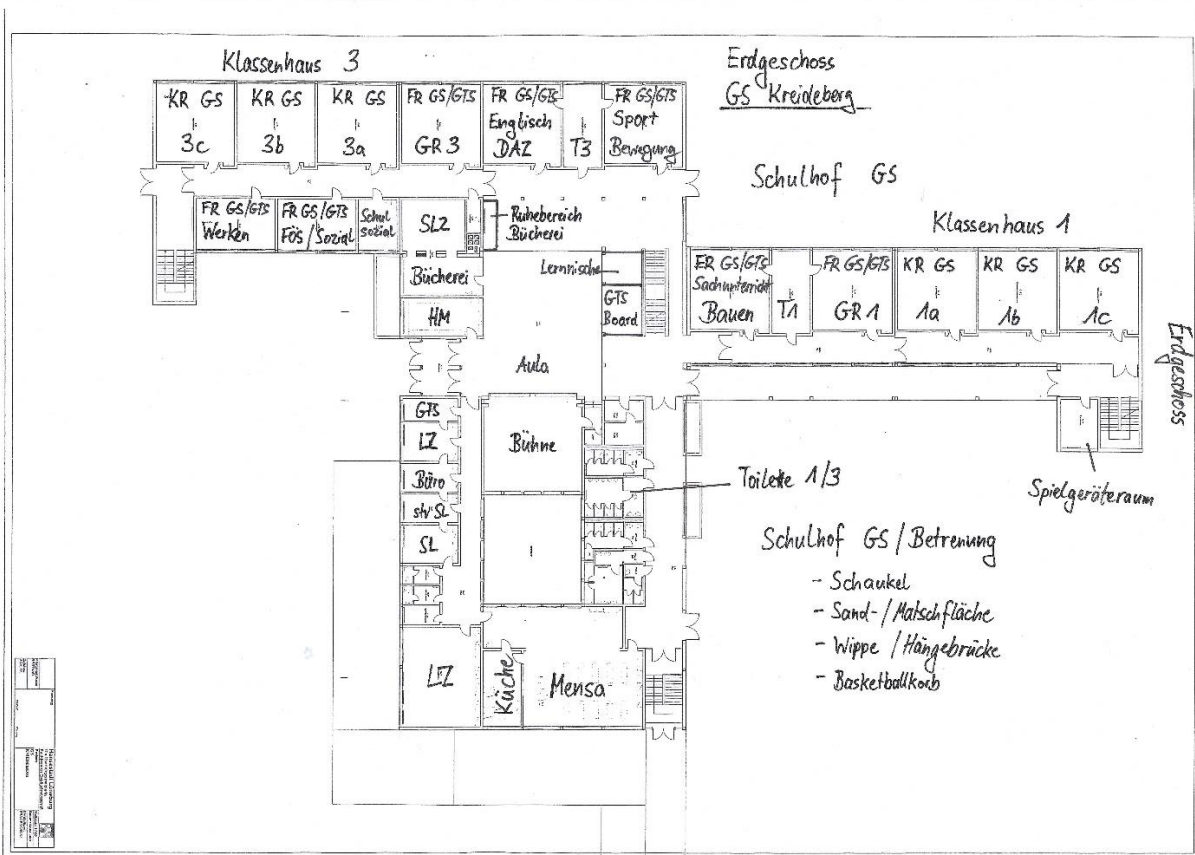 Klassenhaus 3
Erdgeschoss
GS Kreideberg
KR GS
3c
KR GS
3b
KR GS
3a
FR GS/GTS
GR 3
FR GS/GTS
Englisch
DAZ
T3
FR GS/GTS
Sport
Bewegung
Schulhof GS
FR GS/GTS
Werken
FR GS/GTS
Fös/Sozial
Schul
sozial
SL2
Ruhebereich
Bücherei
Klassenhaus 1
Bücherei
Lernnische
HM
GTS
Board
FR GS/GTS
Sachunterricht
Bauen
T1
FR GS/GTS
GR 1
KR GS
1a
KR GS
1b
KR GS
1c
Erdgeschoss
Aula
GTS
LZ
Büro
stv SL
SL
Bühne
Toilette 1/3
Spielgeräteraum
Schulhof GS/Betreuung
- Schaukel
- Sand-/Matschfläche
- Wippe/Hängebrücke
- Basketballkorb
LZ
Küche
Mensa
Hansestadt Lüneburg